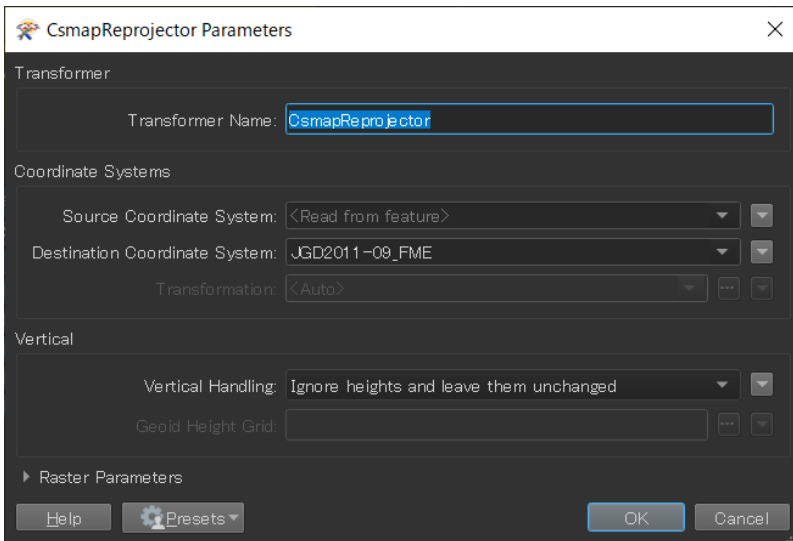 CsmapReprojector Parameters
Transformer
Transformer Name: CsmapReprojector
Coordinate Systems
Source Coordinate System: <Read from feature>
Destination Coordinate System: JGD2011-09_FME
Transformation: <Auto>
Vertical
Vertical Handling: Ignore heights and leave them unchanged
Geoid Height Grid:
Raster Parameters
Help Presets OK Cancel